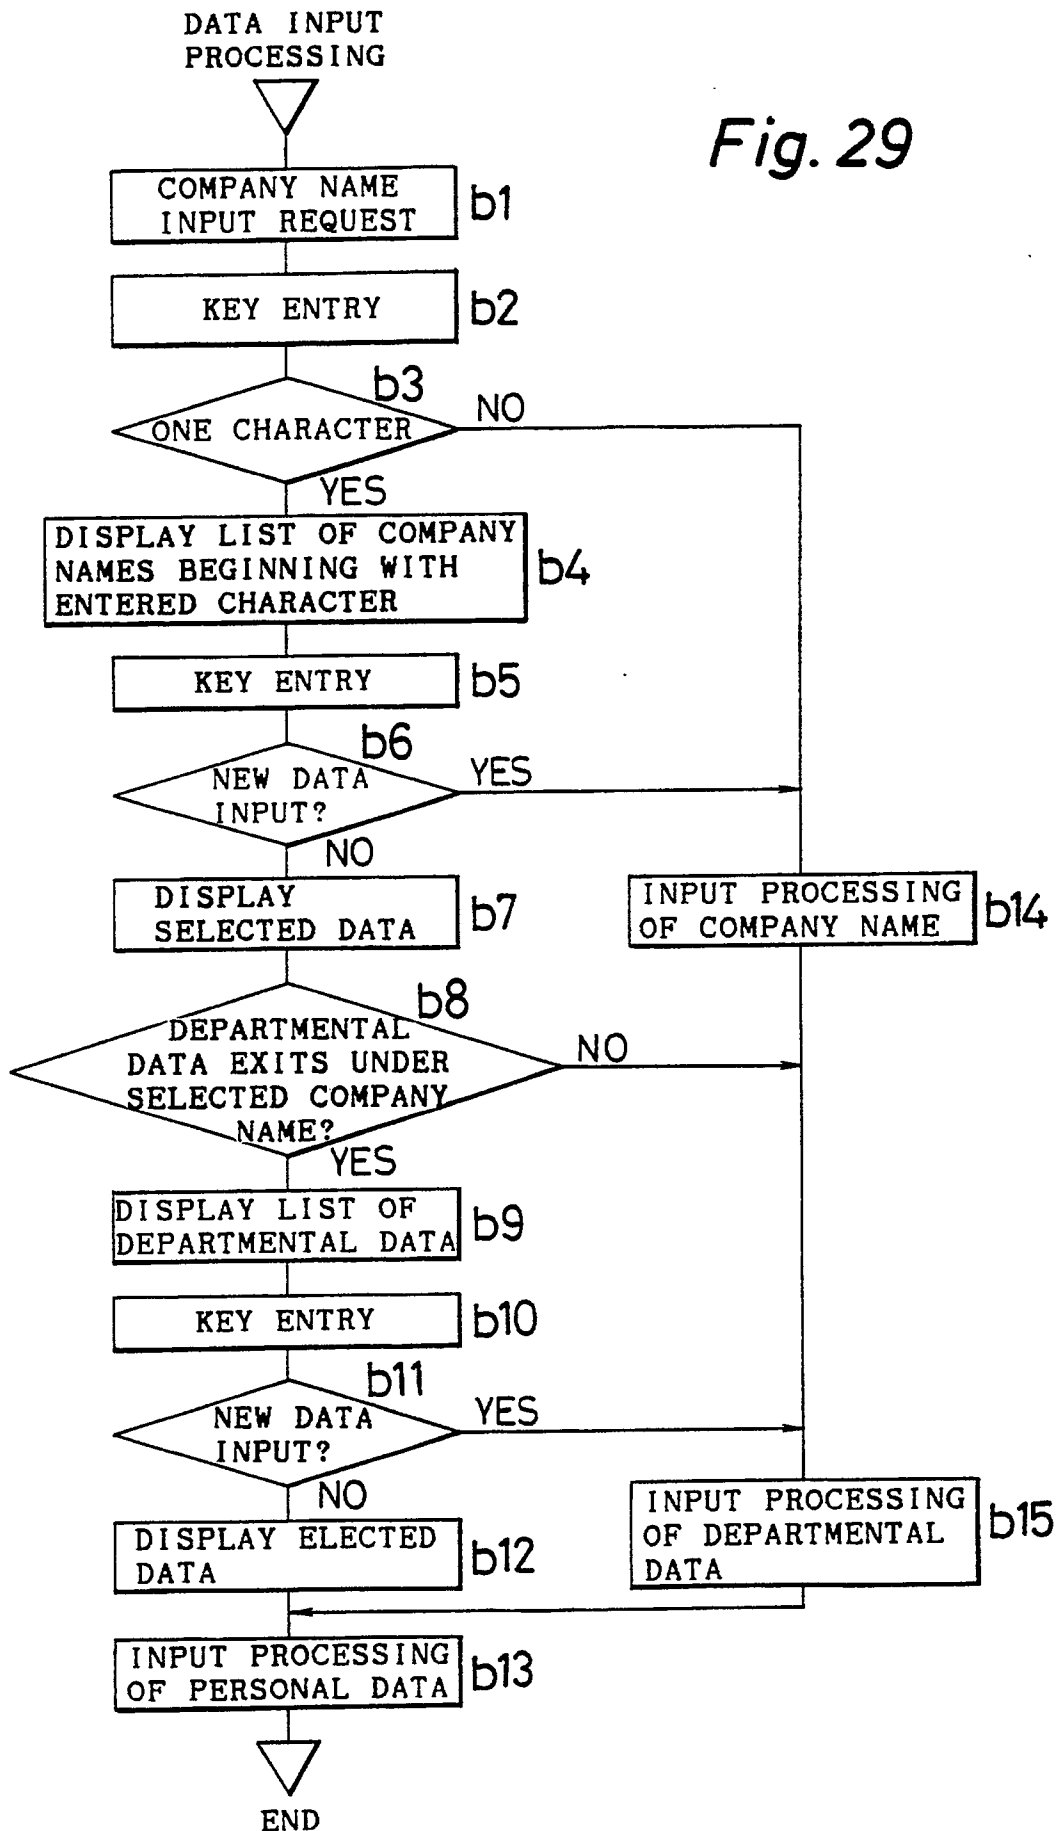 DATA INPUT
PROCESSING
Fig. 29
COMPANY NAME
INPUT REQUEST
b1
KEY ENTRY
b2
b3
ONE CHARACTER
NO
YES
DISPLAY LIST OF COMPANY
NAMES BEGINNING WITH
ENTERED CHARACTER
b4
KEY ENTRY
b5
b6
NEW DATA
INPUT?
YES
NO
DISPLAY
SELECTED DATA
b7
INPUT PROCESSING
OF COMPANY NAME
b14
b8
DEPARTMENTAL
DATA EXITS UNDER
SELECTED COMPANY
NAME?
NO
YES
DISPLAY LIST OF
DEPARTMENTAL DATA
b9
KEY ENTRY
b10
b11
NEW DATA
INPUT?
YES
NO
DISPLAY ELECTED
DATA
b12
INPUT PROCESSING
OF DEPARTMENTAL
DATA
b15
INPUT PROCESSING
OF PERSONAL DATA
b13
END